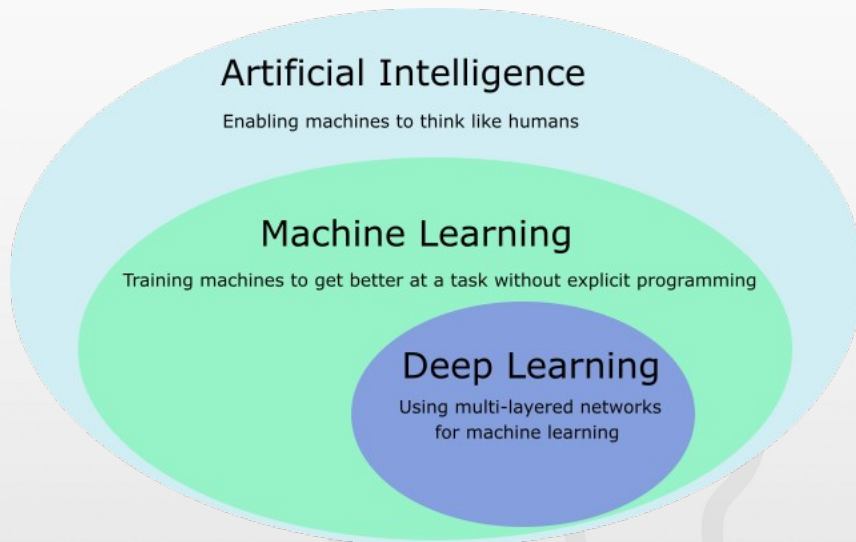 Artificial Intelligence
Enabling machines to think like humans
Machine Learning
Training machines to get better at a task without explicit programming
Deep Learning
Using multi-layered networks
for machine learning